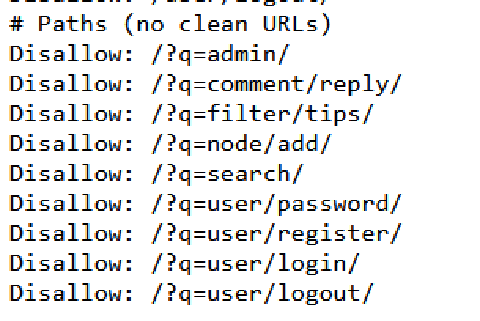 # Paths (no clean URLs)
Disallow: /?q=admin/
Disallow: /?q=comment/reply/
Disallow: /?q=filter/tips/
Disallow: /?q=node/add/
Disallow: /?q=search/
Disallow: /?q=user/password/
Disallow: /?q=user/register/
Disallow: /?q=user/login/
Disallow: /?q=user/logout/